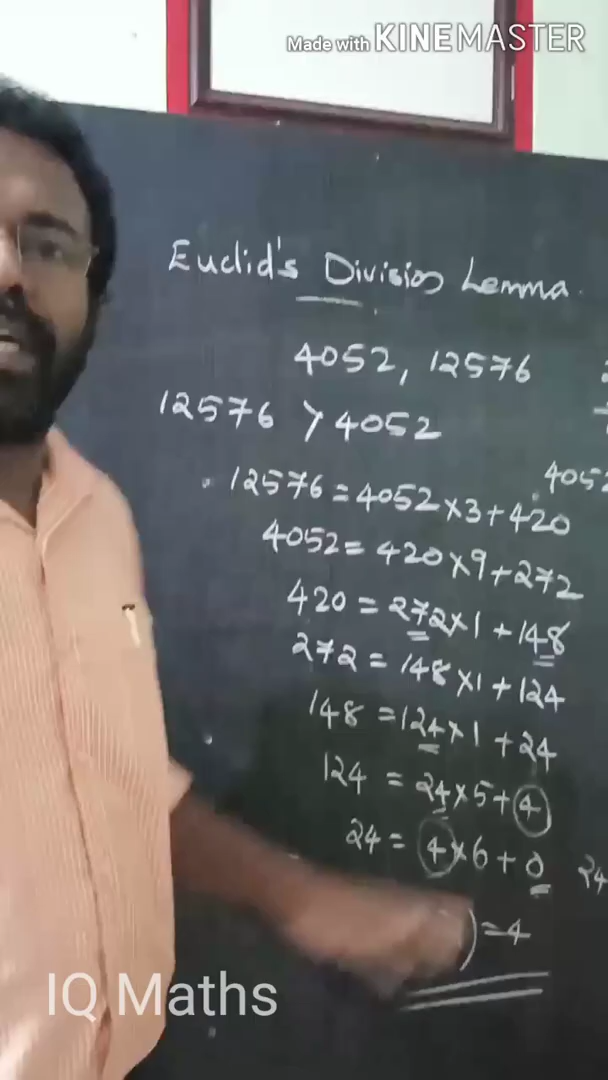 Made with KINEMASTER
Euclid's Division Lemma.
4052, 12576
12576 > 4052
4052
12576 = 4052 × 3 + 420
4052 = 420 × 9 + 272
420 = 272 × 1 + 148
272 = 148 × 1 + 124
148 = 124 × 1 + 24
124 = 24 × 5 + 4
24 = 4 × 6 + 0
24
) = 4
IQ Maths